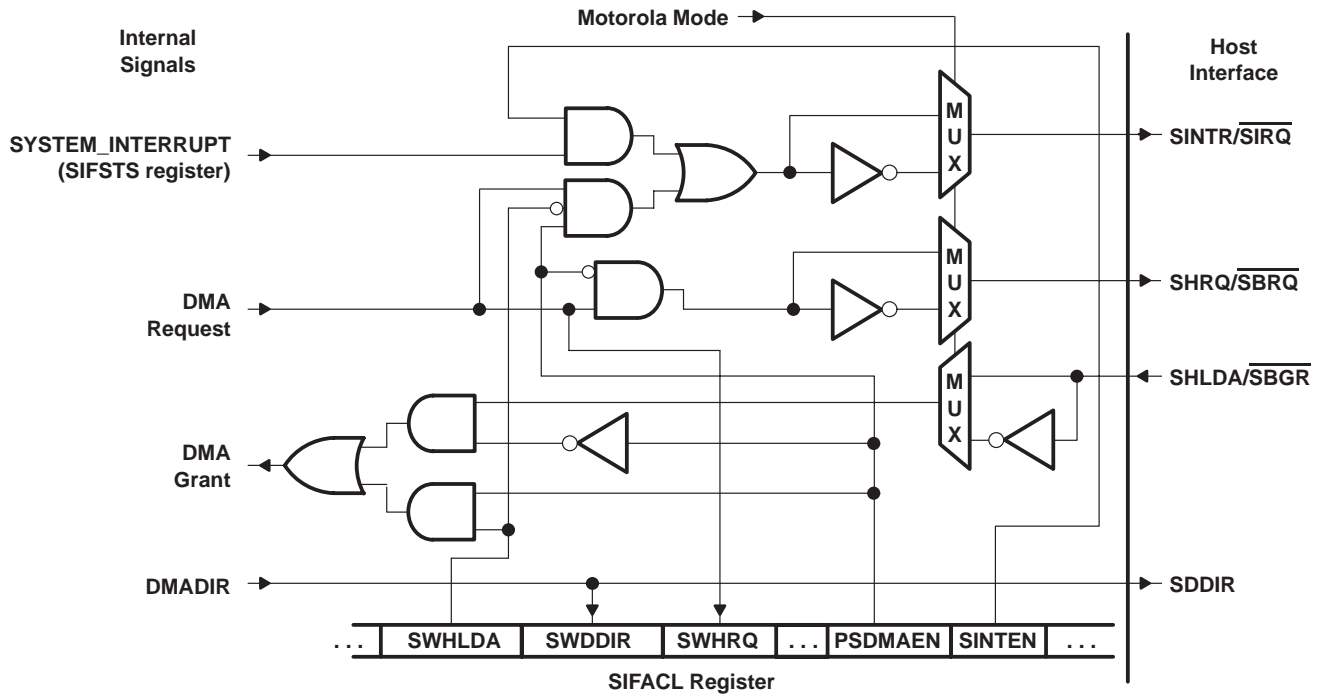 Motorola Mode
Internal
Signals
Host
Interface
SYSTEM_INTERRUPT
(SIFSTS register)
M
U
X
SINTR/SIRQ
DMA
Request
M
U
X
SHRQ/SBRQ
M
U
X
SHLDA/SBGR
DMA
Grant
DMADIR
SDDIR
. . . SWHLDA SWDDIR SWHRQ . . . PSDMAEN SINTEN . . .
SIFACL Register